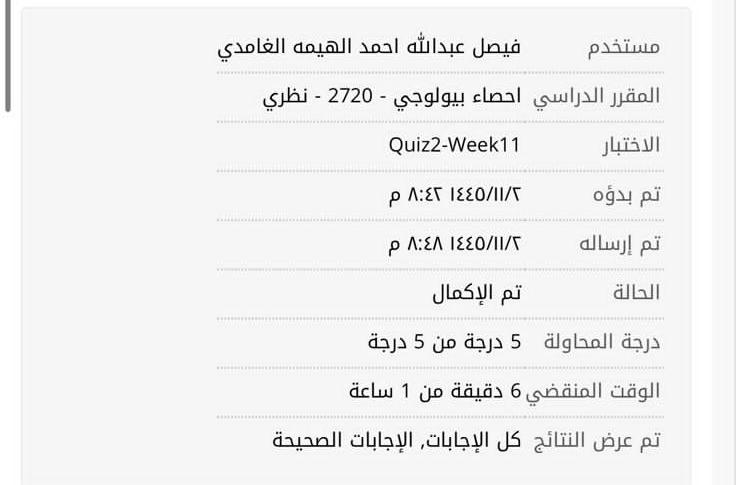 مستخدم فيصل عبدالله احمد الهيمه الغامدي
المقرر الدراسي احصاء بيولوجي - 2720 - نظري
الاختبار Quiz2-Week11
تم بدؤه ١٤٤٥/١١/٢ ٨:٤٢ م
تم إرساله ١٤٤٥/١١/٢ ٨:٤٨ م
الحالة تم الإكمال
درجة المحاولة 5 درجة من 5 درجة
الوقت المنقضي 6 دقيقة من 1 ساعة
تم عرض النتائج كل الإجابات, الإجابات الصحيحة